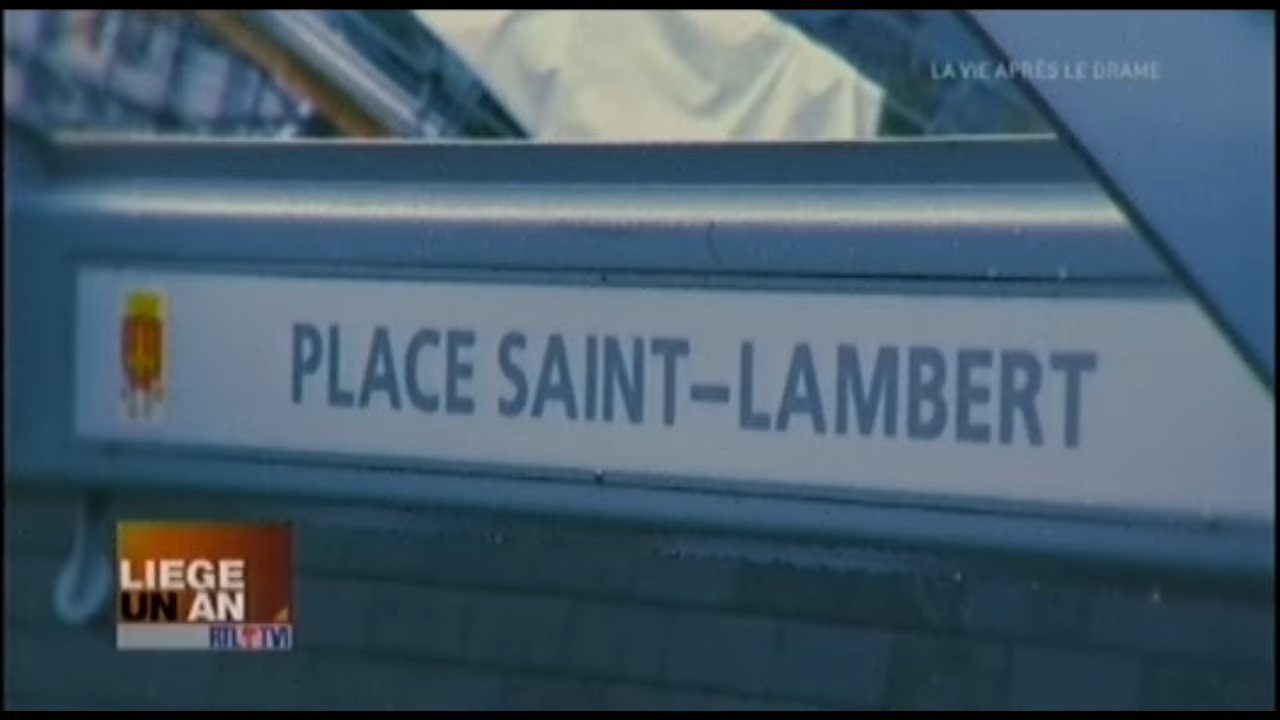 LA VIE APRÈS LE DRAME
PLACE SAINT-LAMBERT
LIEGE
UN AN
RTL TVI